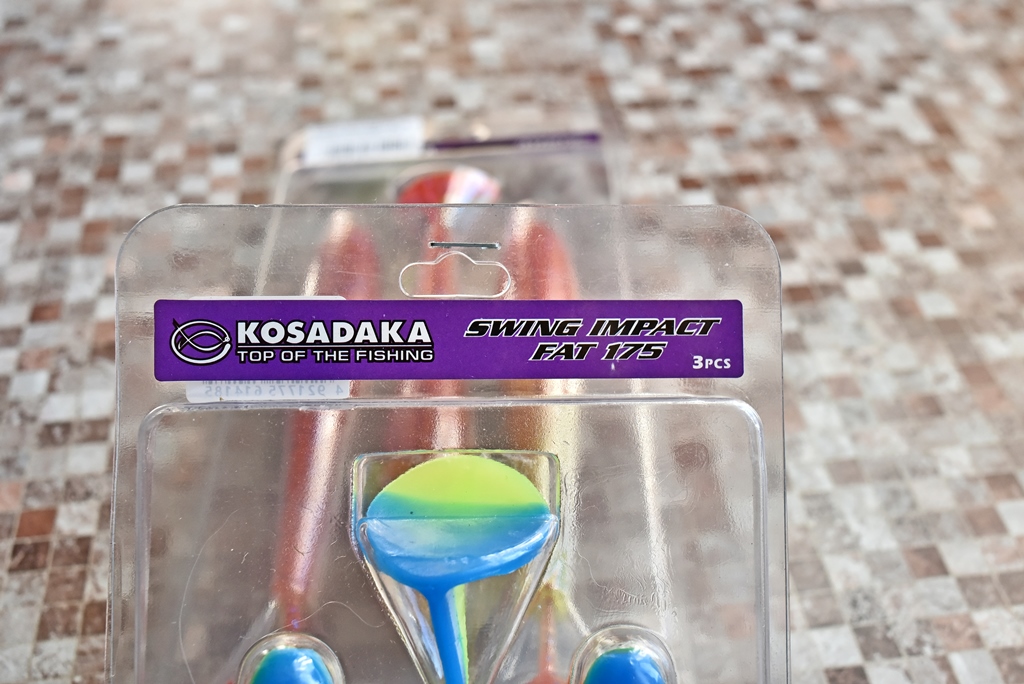 KOSADAKA
TOP OF THE FISHING
SWING IMPACT
FAT 175
3PCS